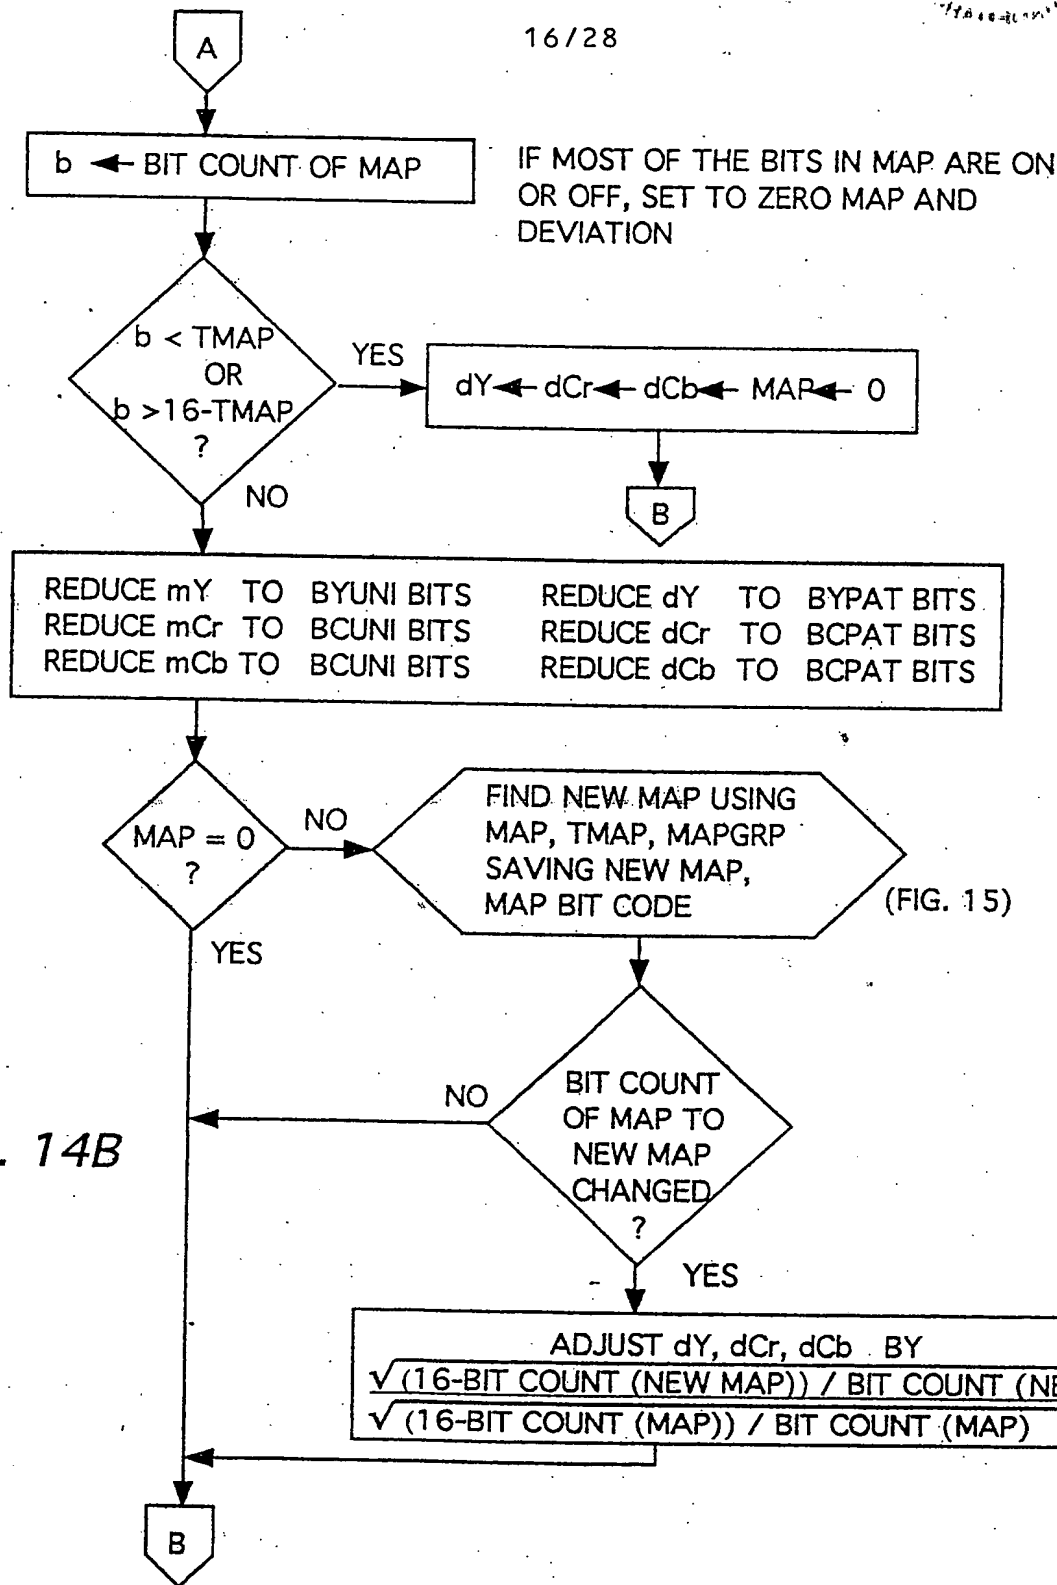 16/28
A
b ← BIT COUNT OF MAP
IF MOST OF THE BITS IN MAP ARE ON
OR OFF, SET TO ZERO MAP AND
DEVIATION
b < TMAP
OR
b >16-TMAP
?
YES
dY ← dCr ← dCb ← MAP ← 0
B
NO
REDUCE mY TO BYUNI BITS REDUCE dY TO BYPAT BITS
REDUCE mCr TO BCUNI BITS REDUCE dCr TO BCPAT BITS
REDUCE mCb TO BCUNI BITS REDUCE dCb TO BCPAT BITS
MAP = 0
?
NO
FIND NEW MAP USING
MAP, TMAP, MAPGRP
SAVING NEW MAP,
MAP BIT CODE
(FIG. 15)
YES
BIT COUNT
OF MAP TO
NEW MAP
CHANGED
?
NO
. 14B
YES
ADJUST dY, dCr, dCb BY
√(16-BIT COUNT (NEW MAP)) / BIT COUNT (NE
√(16-BIT COUNT (MAP)) / BIT COUNT (MAP)
B